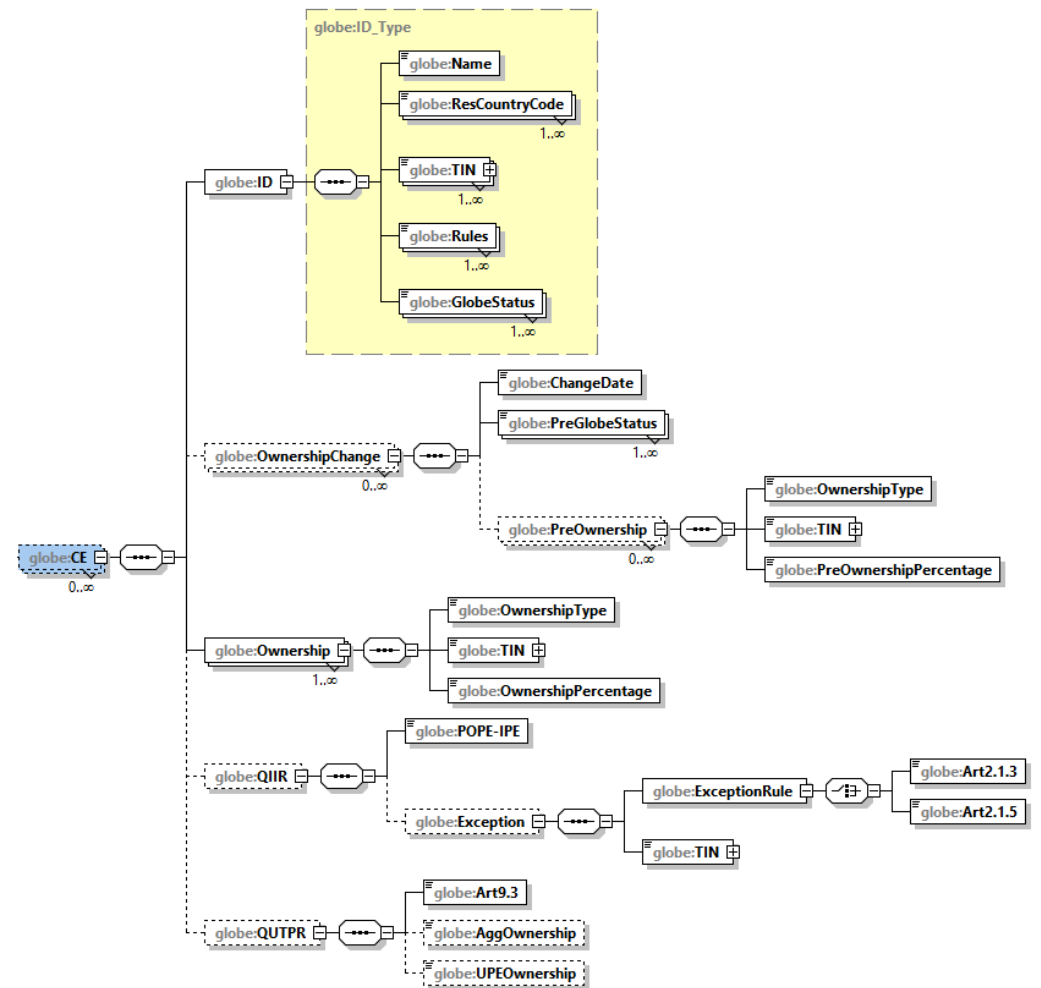 globe:ID_Type
globe:Name
globe:ResCountryCode
1..∞
globe:TIN
1..∞
globe:ID
globe:Rules
1..∞
globe:GlobeStatus
1..∞
globe:ChangeDate
globe:PreGlobeStatus
1..∞
globe:OwnershipChange
0..∞
globe:OwnershipType
globe:PreOwnership
0..∞
globe:TIN
globe:PreOwnershipPercentage
globe:CE
0..∞
globe:OwnershipType
globe:Ownership
1..∞
globe:TIN
globe:OwnershipPercentage
globe:POPE-IPE
globe:QIIR
globe:Exception
globe:ExceptionRule
globe:Art2.1.3
globe:Art2.1.5
globe:TIN
globe:Art9.3
globe:QUTPR
globe:AggOwnership
globe:UPEOwnership